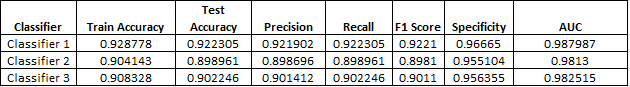 Classifier Train Accuracy Test Accuracy Precision Recall F1 Score Specificity AUC
Classifier 1 0.928778 0.922305 0.921902 0.922305 0.9221 0.96665 0.987987
Classifier 2 0.904143 0.898961 0.898696 0.898961 0.8981 0.955104 0.9813
Classifier 3 0.908328 0.902246 0.901412 0.902246 0.9011 0.956355 0.982515